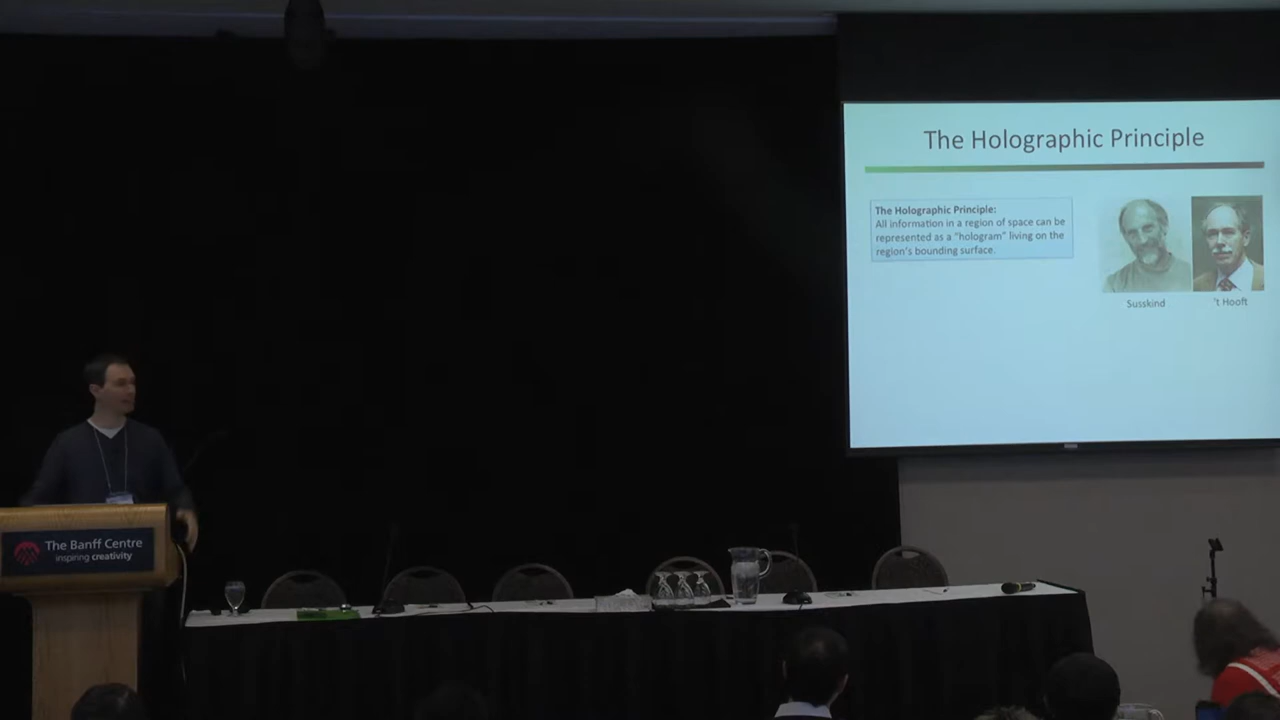 The Holographic Principle
The Holographic Principle:
All information in a region of space can be
represented as a “hologram” living on the
region’s bounding surface.
Susskind
’t Hooft
The Banff Centre
inspiring creativity